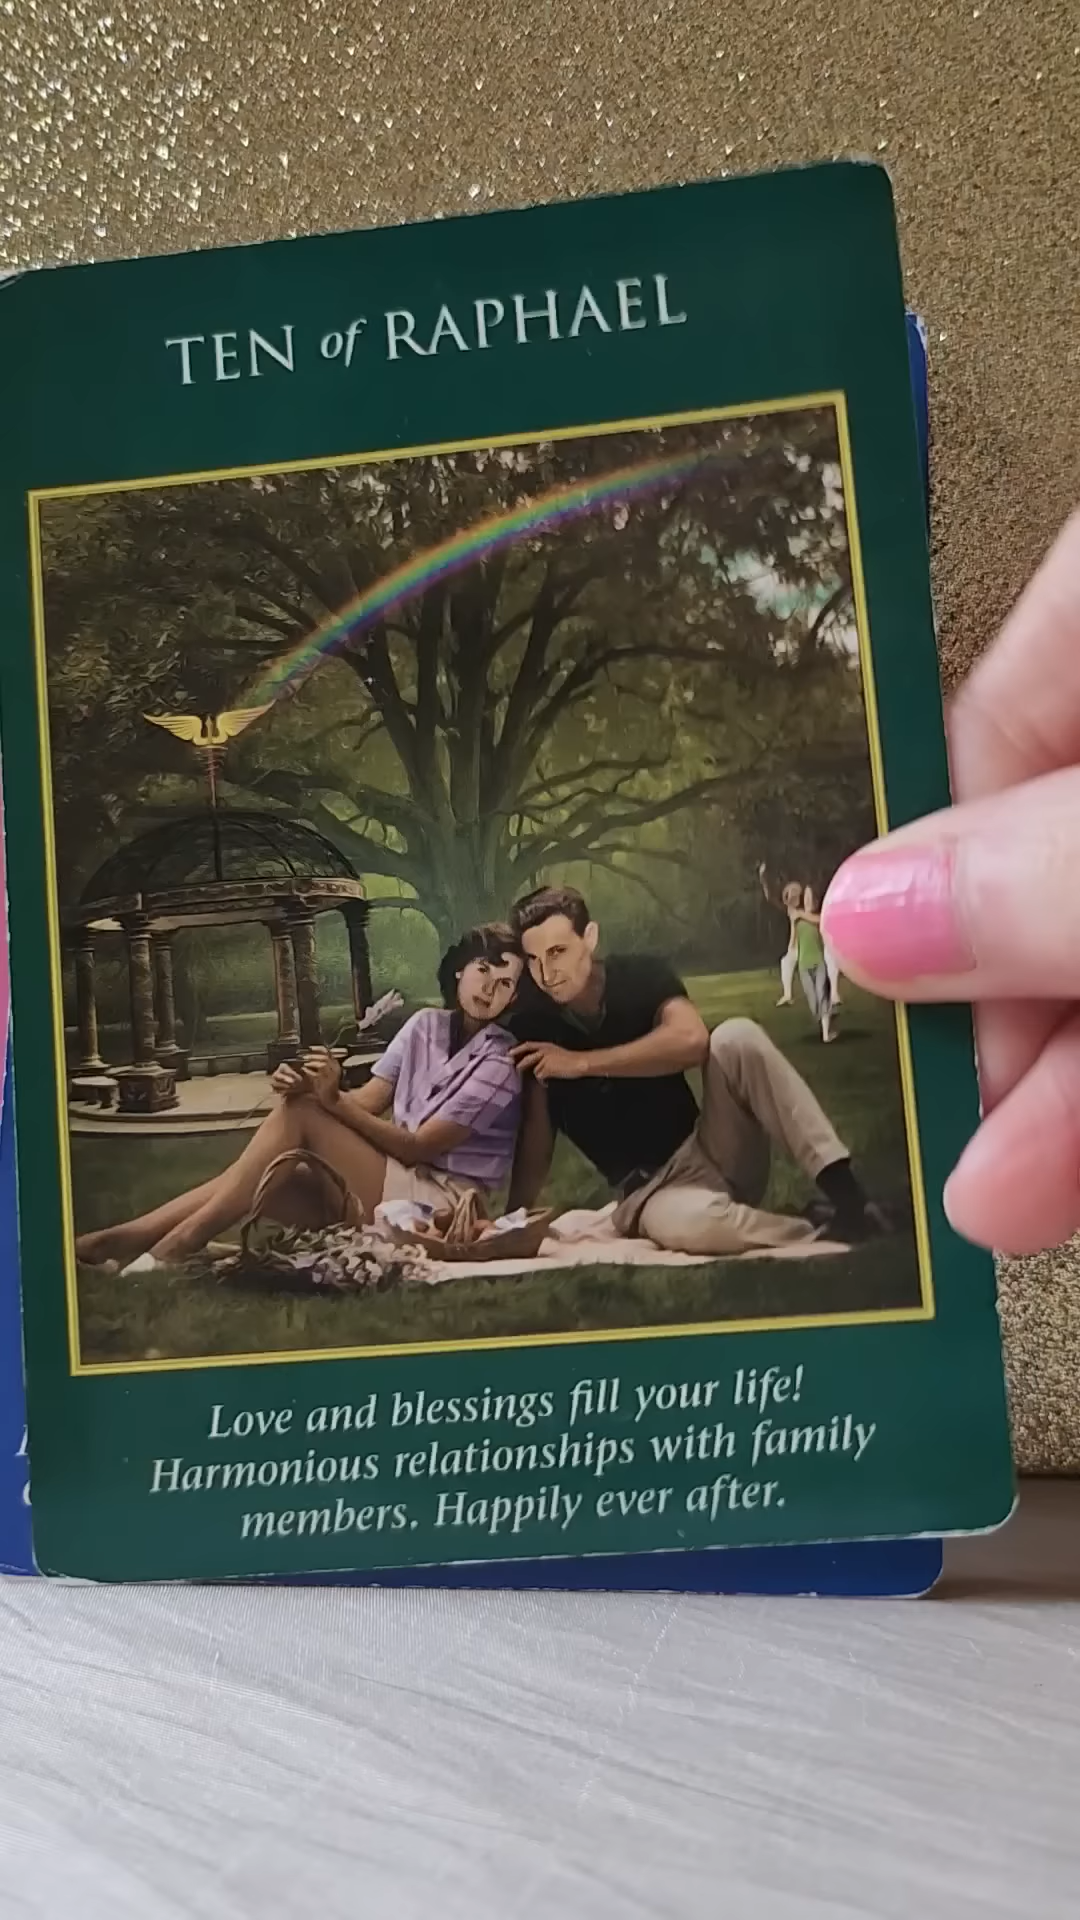 TEN of RAPHAEL
Love and blessings fill your life!
Harmonious relationships with family
members. Happily ever after.